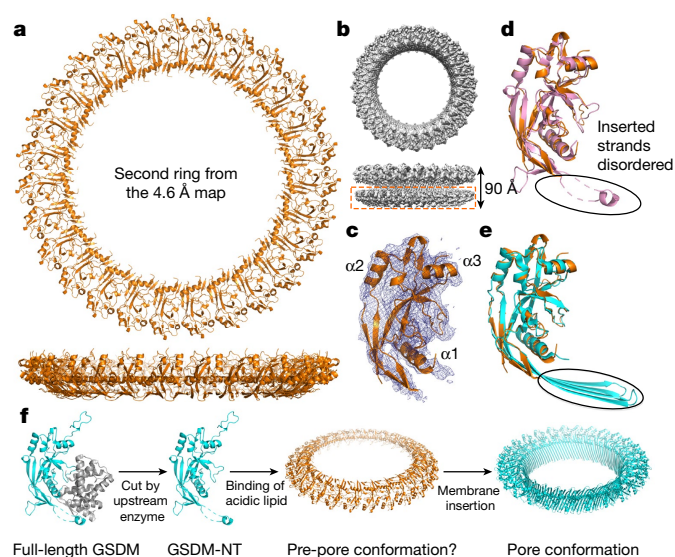 a
Second ring from
the 4.6 Å map
b
90 Å
c
α2
α3
α1
d
Inserted
strands
disordered
e
f
Cut by
upstream
enzyme
Binding of
acidic lipid
Membrane
insertion
Full-length GSDM
GSDM-NT
Pre-pore conformation?
Pore conformation